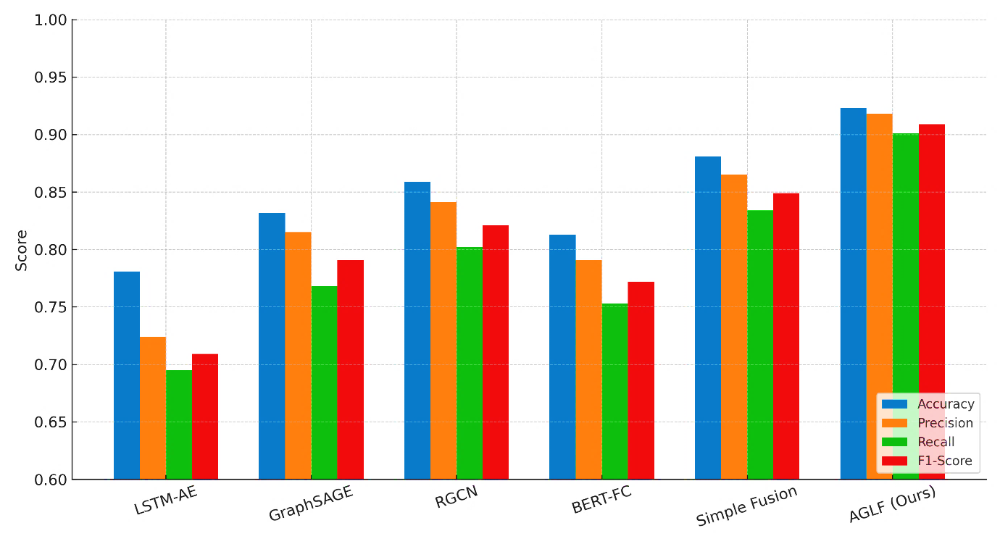 1.00
0.95
0.90
0.85
0.80
0.75
0.70
0.65
0.60
Score
LSTM-AE
GraphSAGE
RGCN
BERT-FC
Simple Fusion
AGLF (Ours)
Accuracy
Precision
Recall
F1-Score